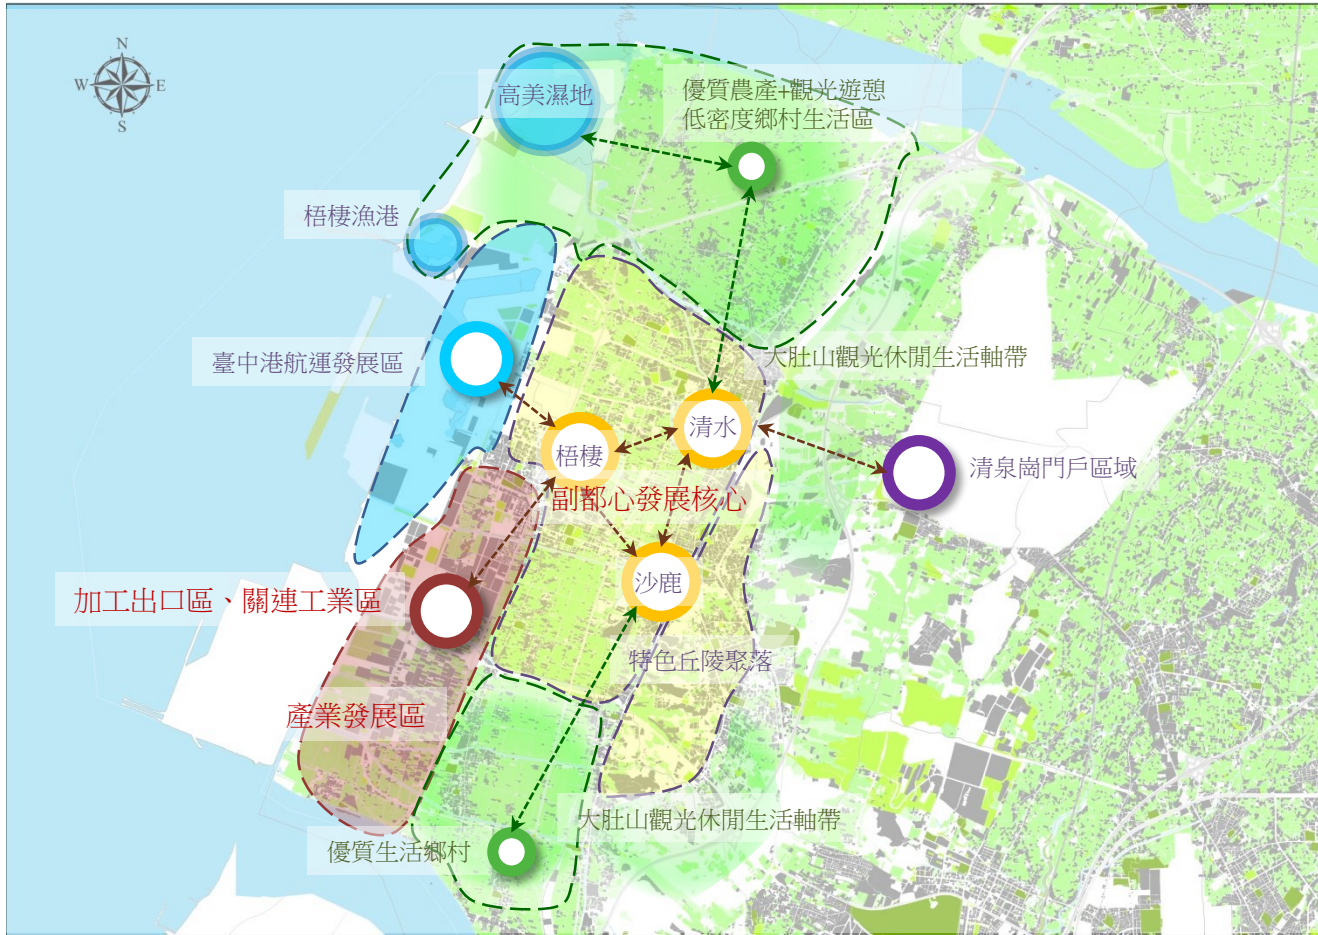 N
W
E
S
高美濕地
優質農產+觀光遊憩
低密度鄉村生活區
梧棲漁港
臺中港航運發展區
大肚山觀光休閒生活軸帶
清水
梧棲
清泉崗門戶區域
副都心發展核心
沙鹿
加工出口區、關連工業區
特色丘陵聚落
產業發展區
大肚山觀光休閒生活軸帶
優質生活鄉村